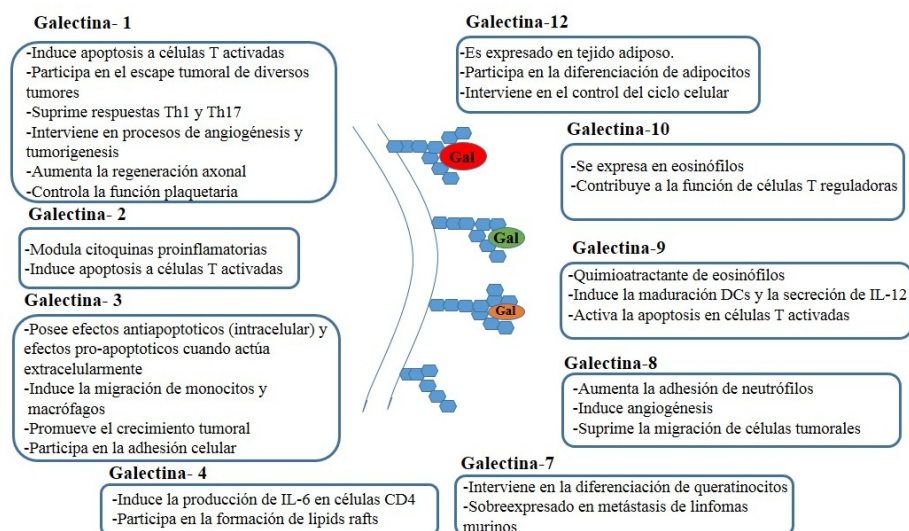 Galectina- 1
-Induce apoptosis a células T activadas
-Participa en el escape tumoral de diversos
tumores
-Suprime respuestas Th1 y Th17
-Interviene en procesos de angiogénesis y
tumorigenesis
-Aumenta la regeneración axonal
-Controla la función plaquetaria
Galectina- 2
-Modula citoquinas proinflamatorias
-Induce apoptosis a células T activadas
Galectina- 3
-Posee efectos antiapoptoticos (intracelular) y
efectos pro-apoptoticos cuando actúa
extracelularmente
-Induce la migración de monocitos y
macrófagos
-Promueve el crecimiento tumoral
-Participa en la adhesión celular
Galectina- 4
-Induce la producción de IL-6 en células CD4
-Participa en la formación de lipids rafts
Gal
Gal
Gal
Galectina-12
-Es expresado en tejido adiposo.
-Participa en la diferenciación de adipocitos
-Interviene en el control del ciclo celular
Galectina-10
-Se expresa en eosinófilos
-Contribuye a la función de células T reguladoras
Galectina-9
-Quimioatractante de eosinófilos
-Induce la maduración DCs y la secreción de IL-12
-Activa la apoptosis en células T activadas
Galectina-8
-Aumenta la adhesión de neutrófilos
-Induce angiogénesis
-Suprime la migración de células tumorales
Galectina-7
-Interviene en la diferenciación de queratinocitos
-Sobreexpresado en metástasis de linfomas
murinos